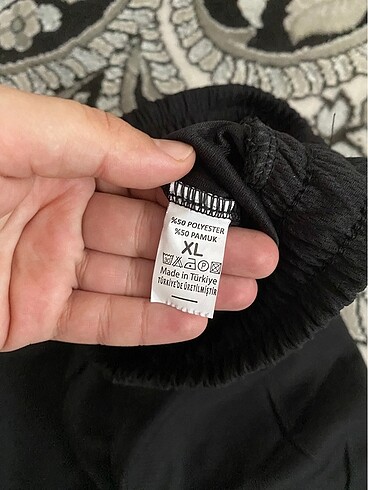 %50 POLYESTER
%50 PAMUK
XL
Made in Türkiye
TÜRKİYE'DE ÜRETİLMİŞTİR